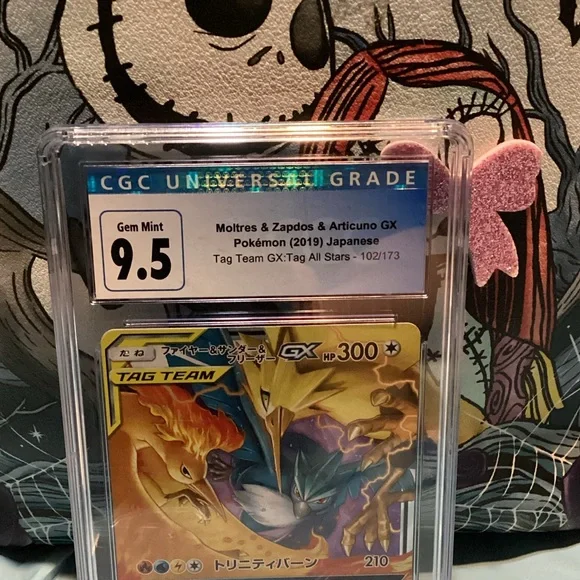 CGC UNIVERSAL GRADE
Gem Mint
9.5
Moltres & Zapdos & Articuno GX
Pokémon (2019) Japanese
Tag Team GX:Tag All Stars - 102/173
たね
ファイヤー&サンダー&
フリーザー GX HP 300
TAG TEAM
トリニティバーン 210